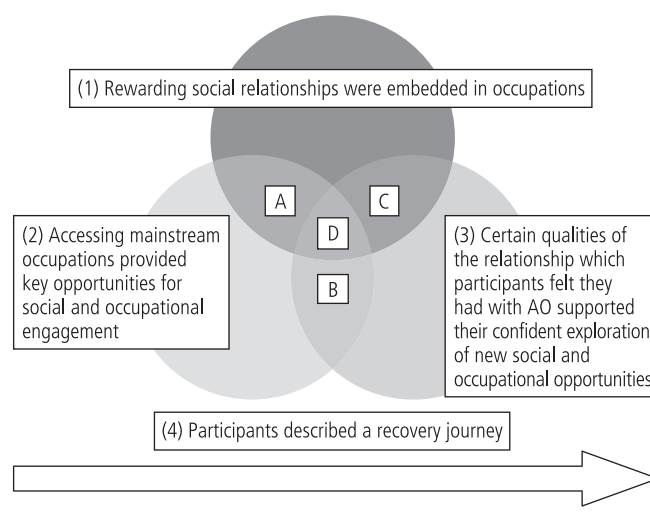 (1) Rewarding social relationships were embedded in occupations
A
C
D
B
(2) Accessing mainstream
occupations provided
key opportunities for
social and occupational
engagement
(3) Certain qualities of
the relationship which
participants felt they
had with AO supported
their confident exploration
of new social and
occupational opportunities
(4) Participants described a recovery journey